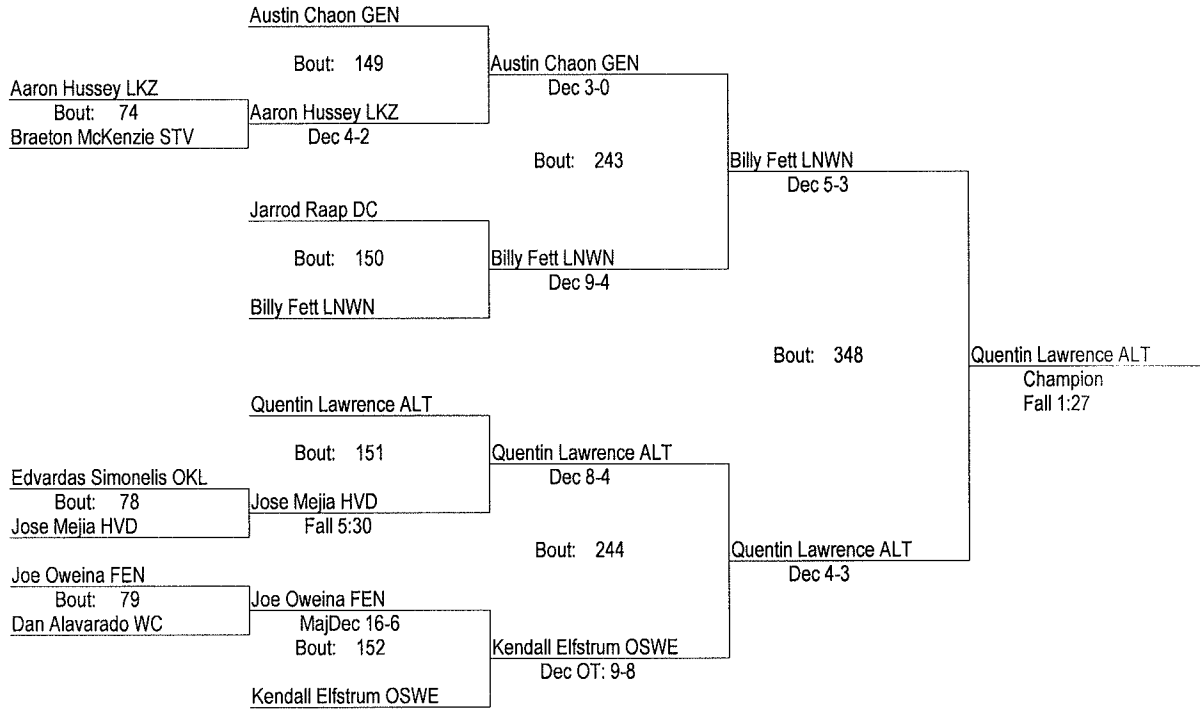 Austin Chaon GEN
Bout: 149
Austin Chaon GEN
Dec 3-0
Aaron Hussey LKZ
Bout: 74
Braeton McKenzie STV
Aaron Hussey LKZ
Dec 4-2
Bout: 243
Billy Fett LNWN
Dec 5-3
Jarrod Raap DC
Bout: 150
Billy Fett LNWN
Dec 9-4
Billy Fett LNWN
Bout: 348
Quentin Lawrence ALT
Champion
Fall 1:27
Quentin Lawrence ALT
Bout: 151
Quentin Lawrence ALT
Dec 8-4
Edvardas Simonelis OKL
Bout: 78
Jose Mejia HVD
Jose Mejia HVD
Fall 5:30
Bout: 244
Quentin Lawrence ALT
Dec 4-3
Joe Oweina FEN
Bout: 79
Dan Alavarado WC
Joe Oweina FEN
MajDec 16-6
Bout: 152
Kendall Elfstrum OSWE
Dec OT: 9-8
Kendall Elfstrum OSWE